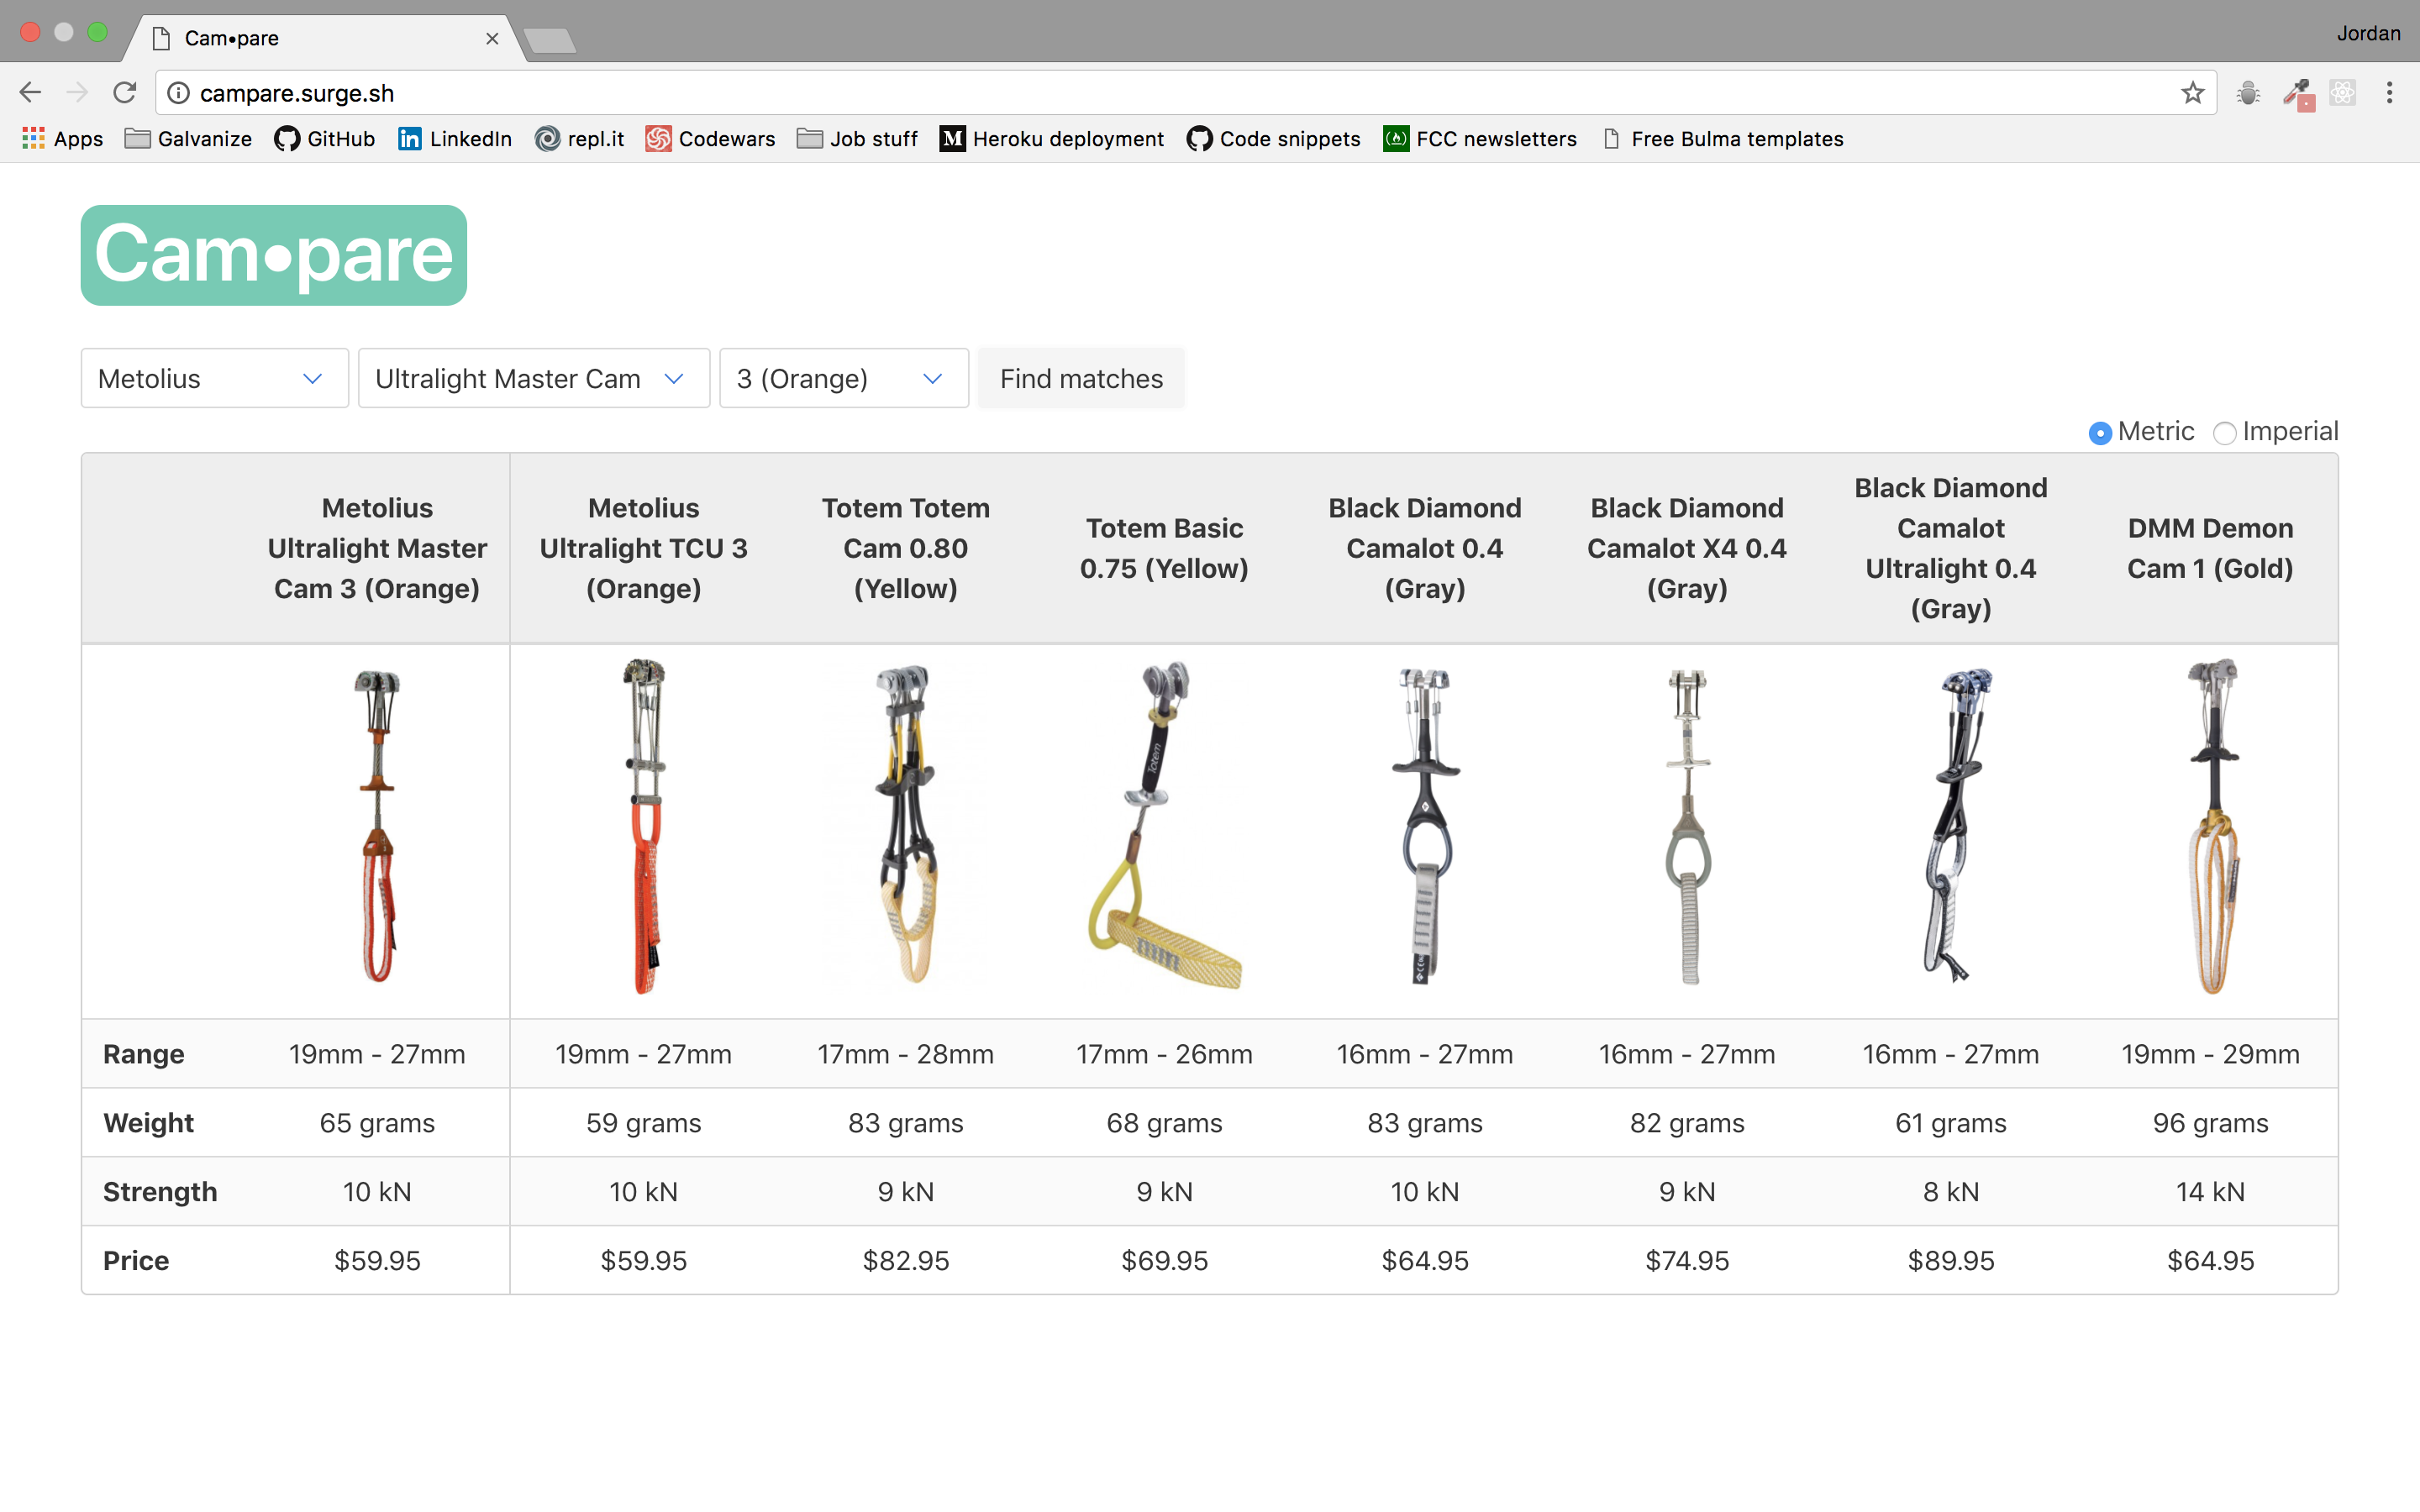 Cam•pare
Jordan
campare.surge.sh
Apps Galvanize GitHub LinkedIn repl.it Codewars Job stuff Heroku deployment Code snippets FCC newsletters Free Bulma templates
Cam•pare
Metolius Ultralight Master Cam 3 (Orange) Find matches
Metric Imperial
Metolius Ultralight Master Cam 3 (Orange)
Metolius Ultralight TCU 3 (Orange)
Totem Totem Cam 0.80 (Yellow)
Totem Basic 0.75 (Yellow)
Black Diamond Camalot 0.4 (Gray)
Black Diamond Camalot X4 0.4 (Gray)
Black Diamond Camalot Ultralight 0.4 (Gray)
DMM Demon Cam 1 (Gold)
Totem
Range 19mm - 27mm 19mm - 27mm 17mm - 28mm 17mm - 26mm 16mm - 27mm 16mm - 27mm 16mm - 27mm 19mm - 29mm
Weight 65 grams 59 grams 83 grams 68 grams 83 grams 82 grams 61 grams 96 grams
Strength 10 kN 10 kN 9 kN 9 kN 10 kN 9 kN 8 kN 14 kN
Price $59.95 $59.95 $82.95 $69.95 $64.95 $74.95 $89.95 $64.95